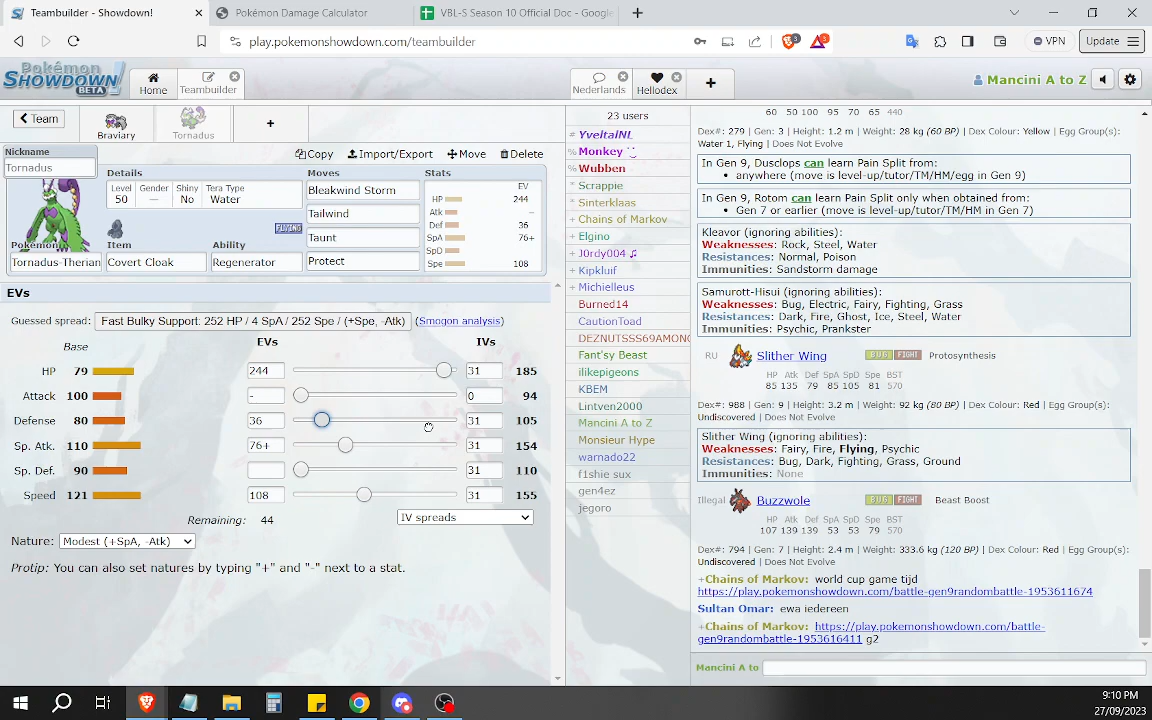 Teambuilder - Showdown!
Pokémon Damage Calculator
VBL-S Season 10 Official Doc - Google
play.pokemonshowdown.com/teambuilder
VPN
Update
Pokémon
SHOWDOWN!
BETA
Home
Teambuilder
Nederlands
Hellodex
Mancini A to Z
Team
Braviary
Tornadus
Nickname
Tornadus
Copy
Import/Export
Move
Delete
Details
Moves
Stats
Level
50
Gender
—
Shiny
No
Tera Type
Water
FLYING
Pokémon
Tornadus-Therian
Item
Covert Cloak
Ability
Regenerator
Bleakwind Storm
Tailwind
Taunt
Protect
EV
HP 244
Atk –
Def 36
SpA 76+
SpD
Spe 108
EVs
Guessed spread: Fast Bulky Support: 252 HP / 4 SpA / 252 Spe / (+Spe, -Atk) (Smogon analysis)
Base EVs IVs
HP 79 244 31 185
Attack 100 - 0 94
Defense 80 36 31 105
Sp. Atk. 110 76+ 31 154
Sp. Def. 90 31 110
Speed 121 108 31 155
Remaining: 44
IV spreads
Nature: Modest (+SpA, -Atk)
Protip: You can also set natures by typing "+" and "-" next to a stat.
23 users
# YveltalNL
% Monkey
% Wubben
* Scrappie
* Sinterklaas
+ Chains of Markov
+ Elgino
+ J0rdy004 ♫
+ Kipkluif
+ Michielleus
Burned14
CautionToad
DEZNUTSSS69AMONG
Fant'sy Beast
ilikepigeons
KBEM
Lintven2000
Mancini A to Z
Monsieur Hype
warnado22
f1shie sux
gen4ez
jegoro
60 50 100 95 70 65 440
Dex#: 279 | Gen: 3 | Height: 1.2 m | Weight: 28 kg (60 BP) | Dex Colour: Yellow | Egg Group(s):
Water 1, Flying | Does Not Evolve
In Gen 9, Dusclops can learn Pain Split from:
• anywhere (move is level-up/tutor/TM/HM/egg in Gen 9)
In Gen 9, Rotom can learn Pain Split only when obtained from:
• Gen 7 or earlier (move is level-up/tutor/TM/HM in Gen 7)
Kleavor (ignoring abilities):
Weaknesses: Rock, Steel, Water
Resistances: Normal, Poison
Immunities: Sandstorm damage
Samurott-Hisui (ignoring abilities):
Weaknesses: Bug, Electric, Fairy, Fighting, Grass
Resistances: Dark, Fire, Ghost, Ice, Steel, Water
Immunities: Psychic, Prankster
RU Slither Wing BUG FIGHT Protosynthesis
HP Atk Def SpA SpD Spe BST
85 135 79 85 105 81 570
Dex#: 988 | Gen: 9 | Height: 3.2 m | Weight: 92 kg (80 BP) | Dex Colour: Red | Egg Group(s):
Undiscovered | Does Not Evolve
Slither Wing (ignoring abilities):
Weaknesses: Fairy, Fire, Flying, Psychic
Resistances: Bug, Dark, Fighting, Grass, Ground
Immunities: None
Illegal Buzzwole BUG FIGHT Beast Boost
HP Atk Def SpA SpD Spe BST
107 139 139 53 53 79 570
Dex#: 794 | Gen: 7 | Height: 2.4 m | Weight: 333.6 kg (120 BP) | Dex Colour: Red | Egg Group(s):
Undiscovered | Does Not Evolve
+Chains of Markov: world cup game tijd
https://play.pokemonshowdown.com/battle-gen9randombattle-1953611674
Sultan Omar: ewa iedereen
+Chains of Markov: https://play.pokemonshowdown.com/battle-
gen9randombattle-1953616411 g2
Mancini A to
9:10 PM
27/09/2023